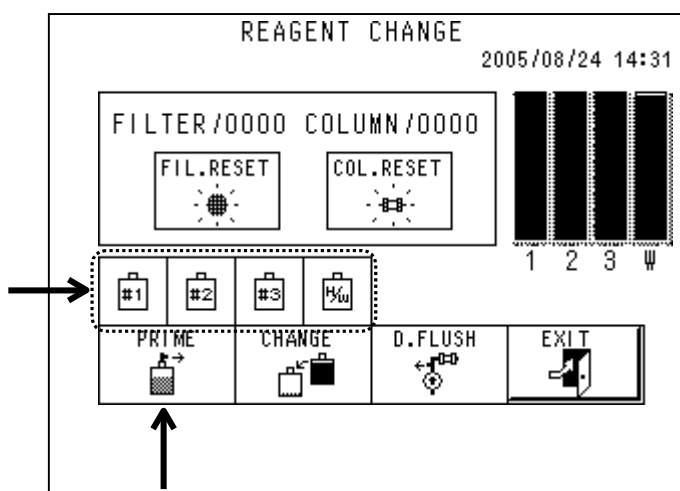 REAGENT CHANGE
2005/08/24 14:31
FILTER/0000 COLUMN/0000
FIL.RESET COL.RESET
1 2 3 W
#1 #2 #3 H/W
PRIME CHANGE D.FLUSH EXIT